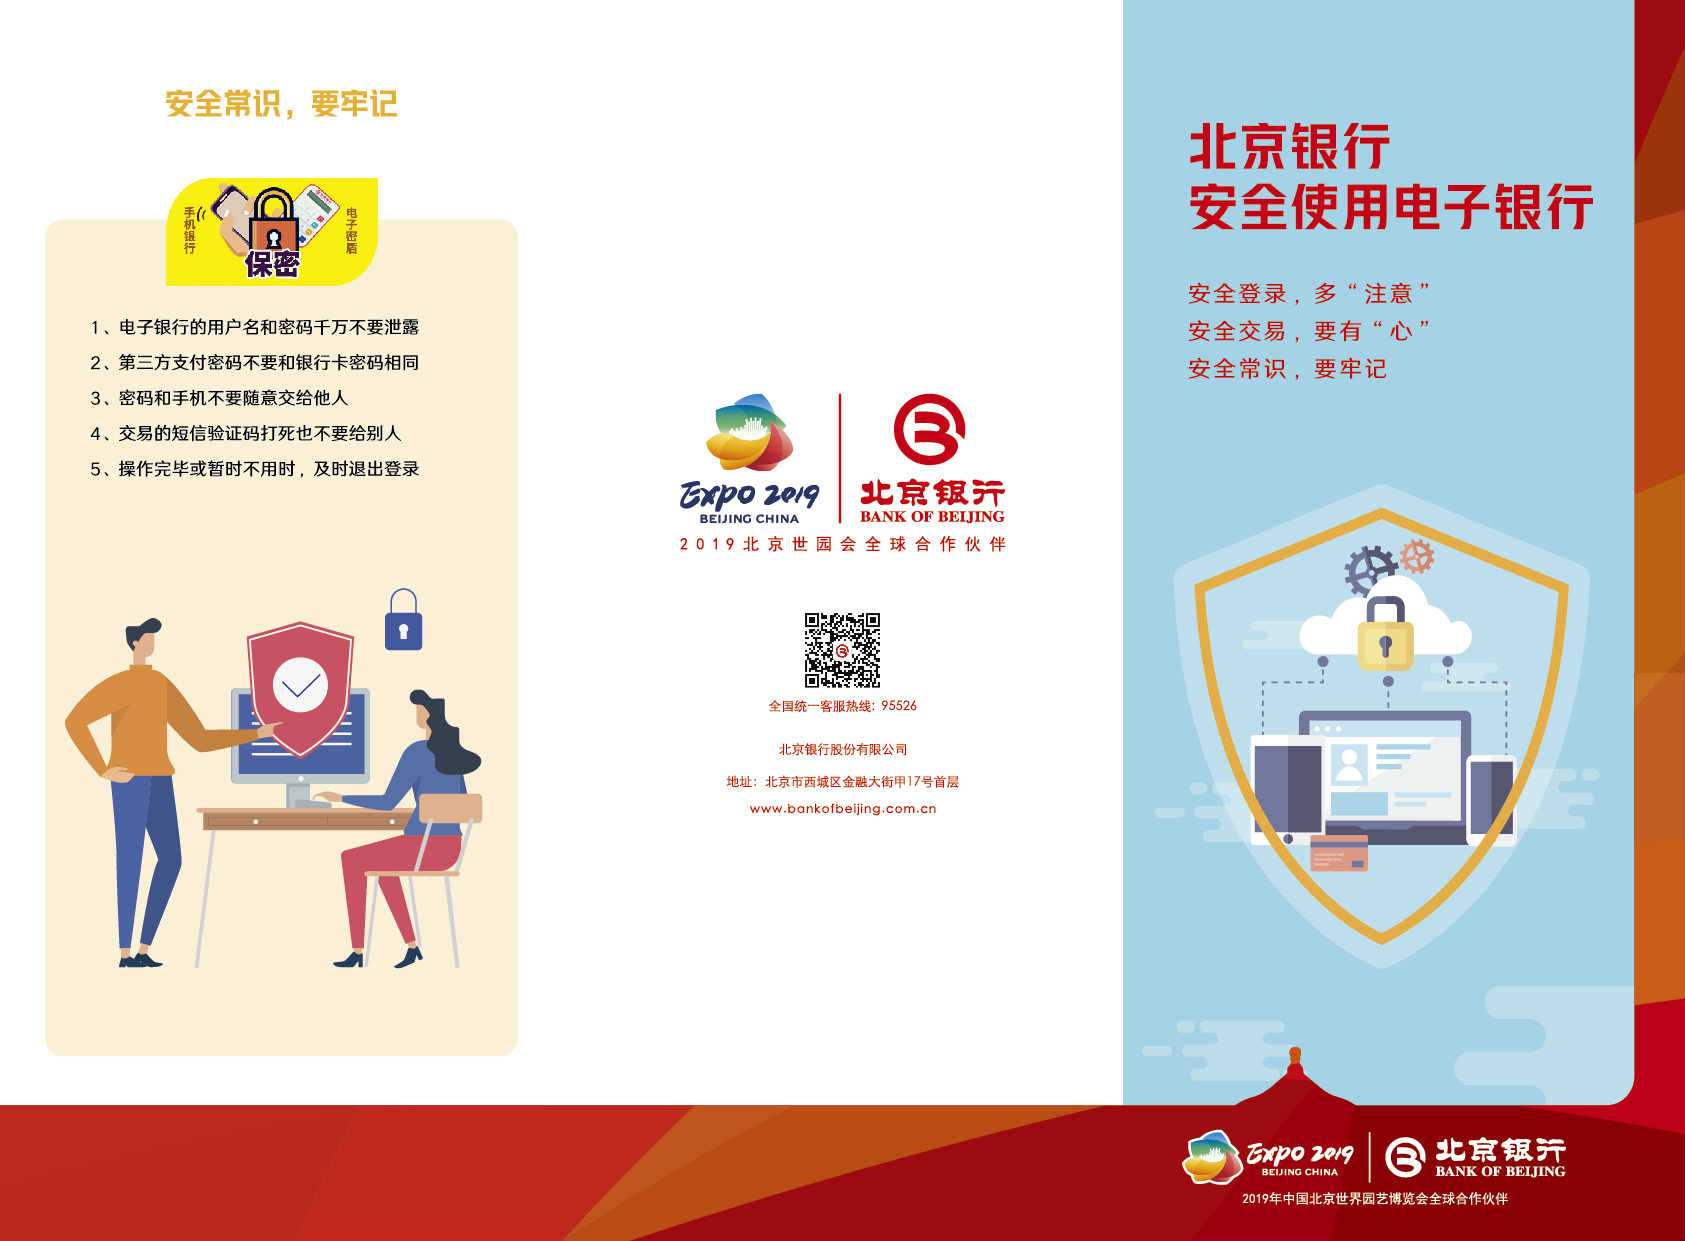 安全常识，要牢记
手机银行
电子密盾
保密
1、电子银行的用户名和密码千万不要泄露
2、第三方支付密码不要和银行卡密码相同
3、密码和手机不要随意交给他人
4、交易的短信验证码打死也不要给别人
5、操作完毕或暂时不用时，及时退出登录
EXPO 2019
BEIJING CHINA
北京银行
BANK OF BEIJING
2019北京世园会全球合作伙伴
全国统一客服热线：95526
北京银行股份有限公司
地址：北京市西城区金融大街甲17号首层
www.bankofbeijing.com.cn
北京银行
安全使用电子银行
安全登录，多“注意”
安全交易，要有“心”
安全常识，要牢记
EXPO 2019
BEIJING CHINA
北京银行
BANK OF BEIJING
2019年中国北京世界园艺博览会全球合作伙伴